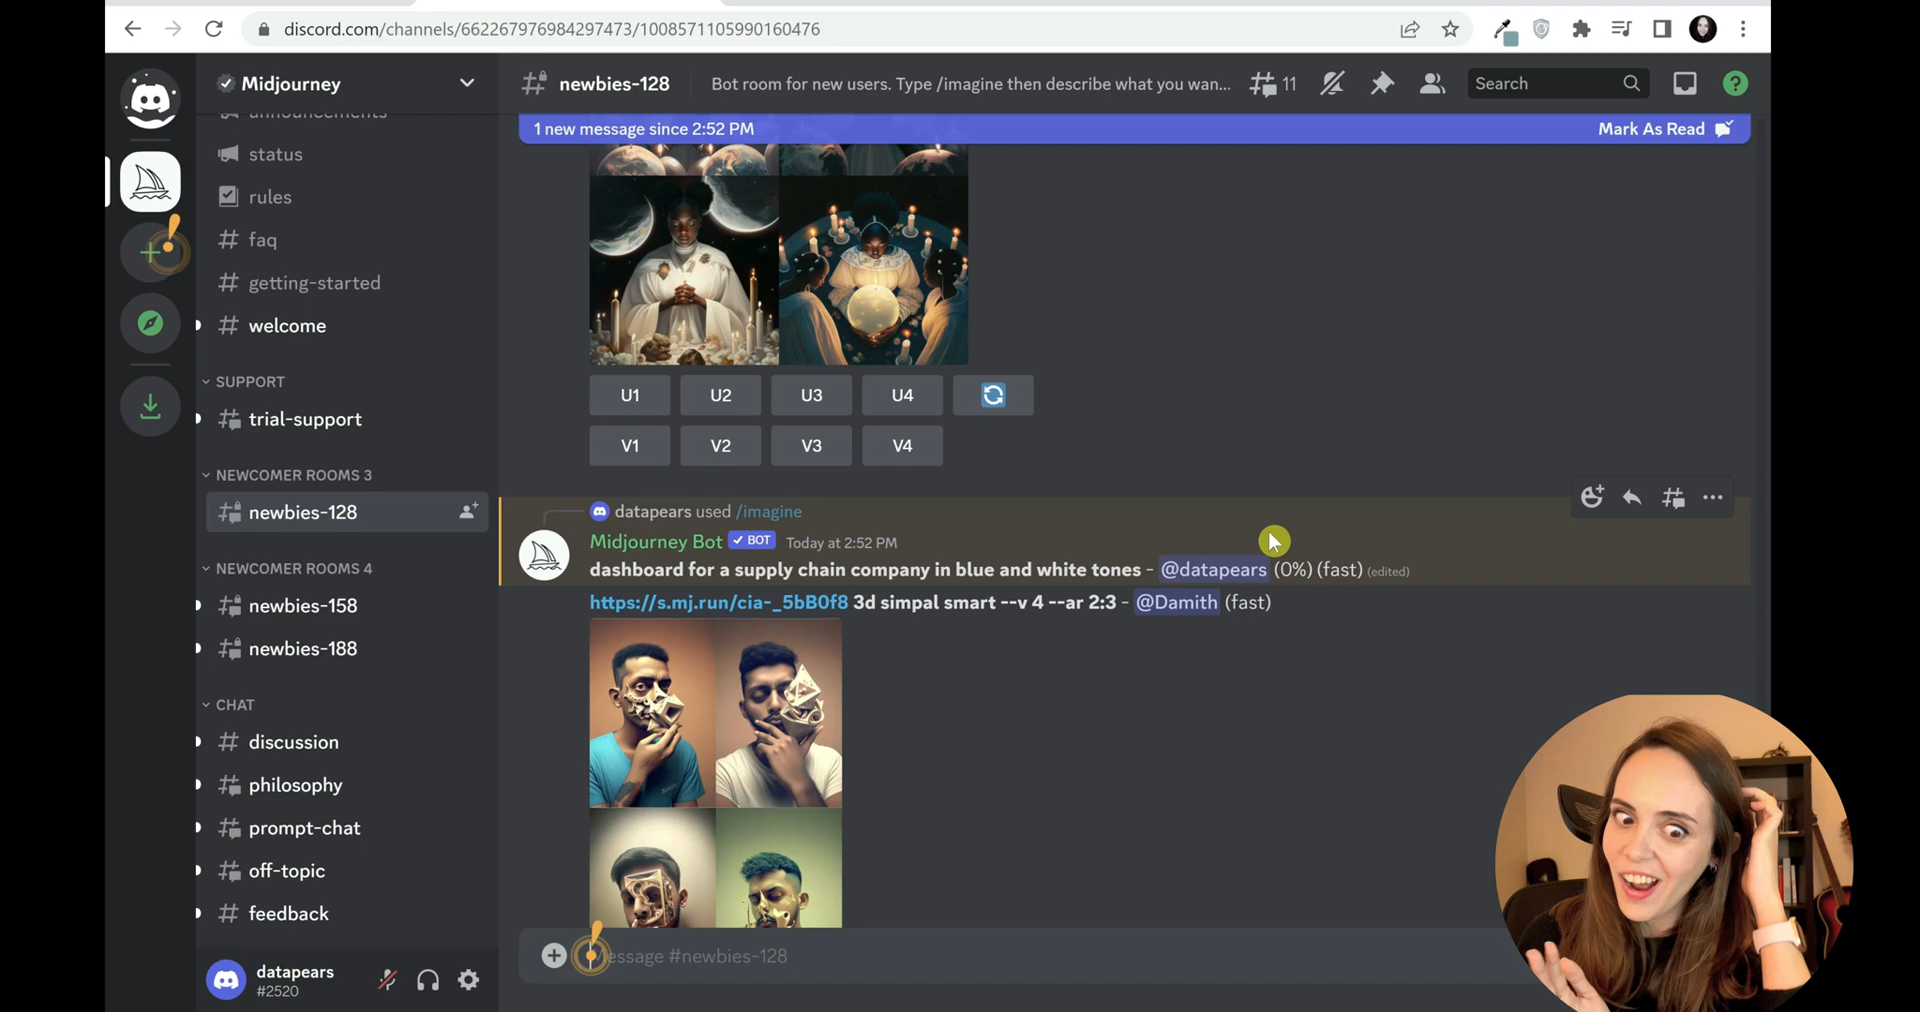 discord.com/channels/662267976984297473/1008571105990160476
Midjourney
newbies-128
Bot room for new users. Type /imagine then describe what you wan...
11
Search
announcements
status
rules
faq
getting-started
welcome
SUPPORT
trial-support
NEWCOMER ROOMS 3
newbies-128
NEWCOMER ROOMS 4
newbies-158
newbies-188
CHAT
discussion
philosophy
prompt-chat
off-topic
feedback
datapears
#2520
1 new message since 2:52 PM
Mark As Read
U1
U2
U3
U4
V1
V2
V3
V4
datapears used /imagine
Midjourney Bot BOT Today at 2:52 PM
dashboard for a supply chain company in blue and white tones - @datapears (0%) (fast) (edited)
https://s.mj.run/cia-_5bB0f8 3d simpal smart --v 4 --ar 2:3 - @Damith (fast)
Message #newbies-128